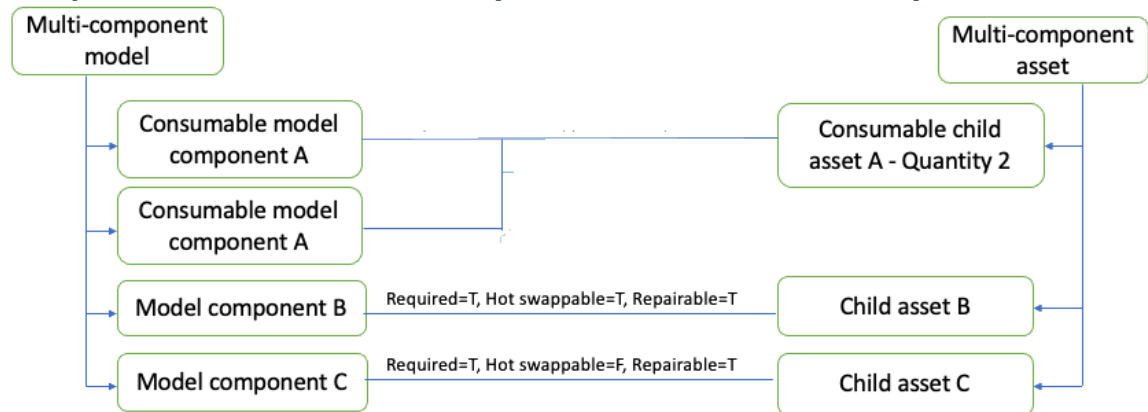 Multi-component
model
Multi-component
asset
Consumable model
component A
Consumable child
asset A - Quantity 2
Consumable model
component A
Model component B
Required=T, Hot swappable=T, Repairable=T
Child asset B
Model component C
Required=T, Hot swappable=F, Repairable=T
Child asset C